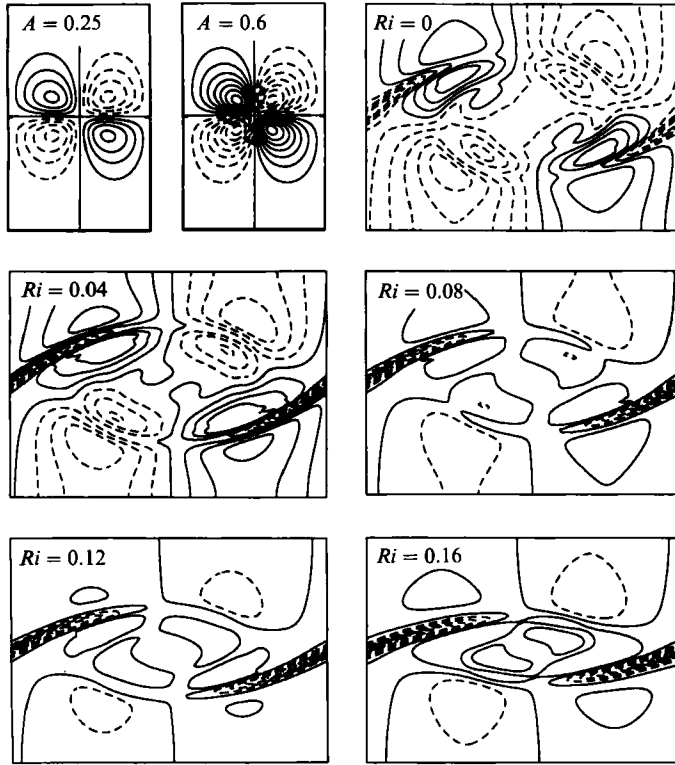 A = 0.25
A = 0.6
Ri = 0
Ri = 0.04
Ri = 0.08
Ri = 0.12
Ri = 0.16